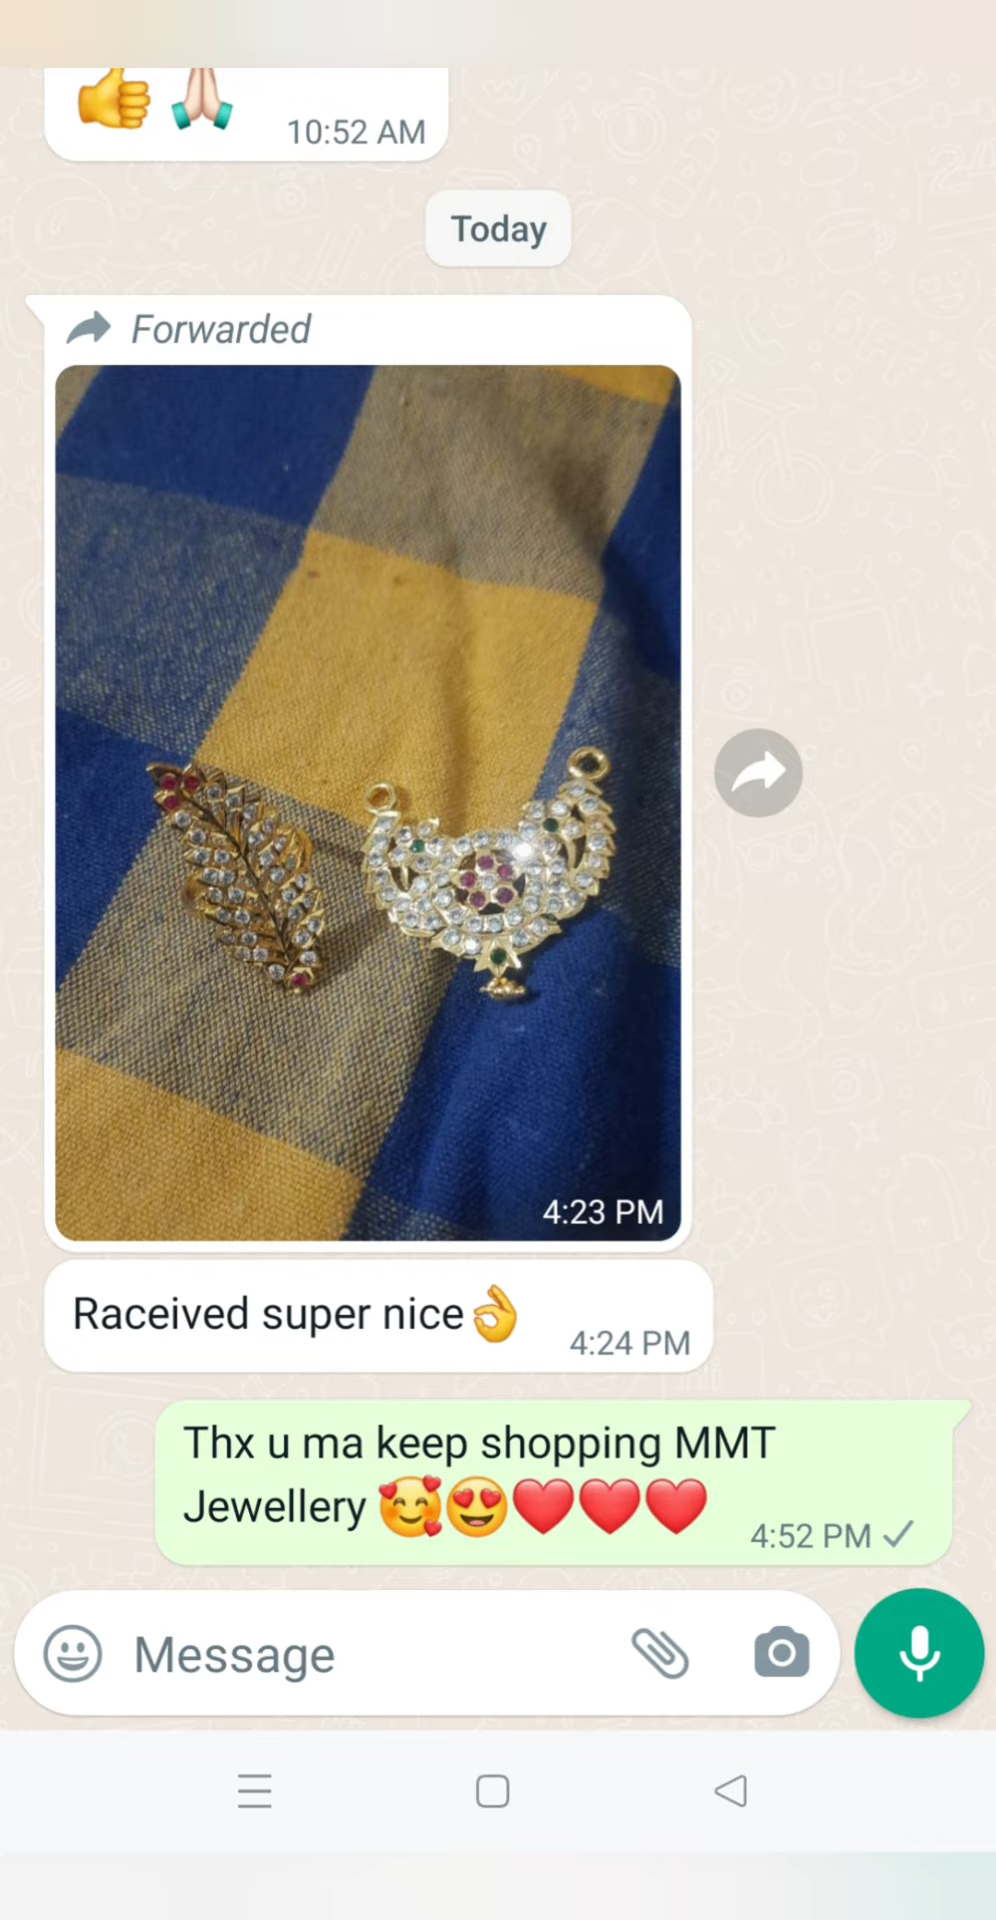 10:52 AM
Today
Forwarded
4:23 PM
Raceived super nice👌
4:24 PM
Thx u ma keep shopping MMT
Jewellery 🥰😍❤️❤️❤️
4:52 PM
Message